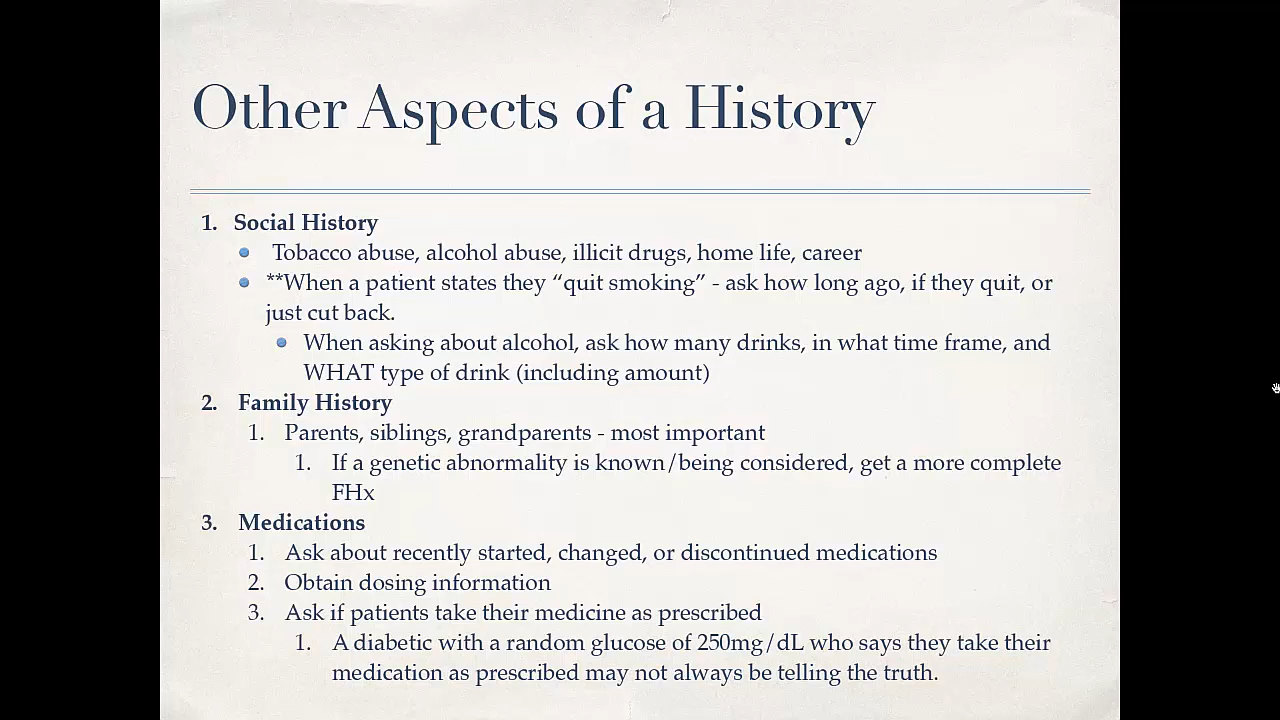 Other Aspects of a History
1. Social History
Tobacco abuse, alcohol abuse, illicit drugs, home life, career
**When a patient states they “quit smoking” - ask how long ago, if they quit, or
just cut back.
When asking about alcohol, ask how many drinks, in what time frame, and
WHAT type of drink (including amount)
2. Family History
1. Parents, siblings, grandparents - most important
1. If a genetic abnormality is known/being considered, get a more complete
FHx
3. Medications
1. Ask about recently started, changed, or discontinued medications
2. Obtain dosing information
3. Ask if patients take their medicine as prescribed
1. A diabetic with a random glucose of 250mg/dL who says they take their
medication as prescribed may not always be telling the truth.